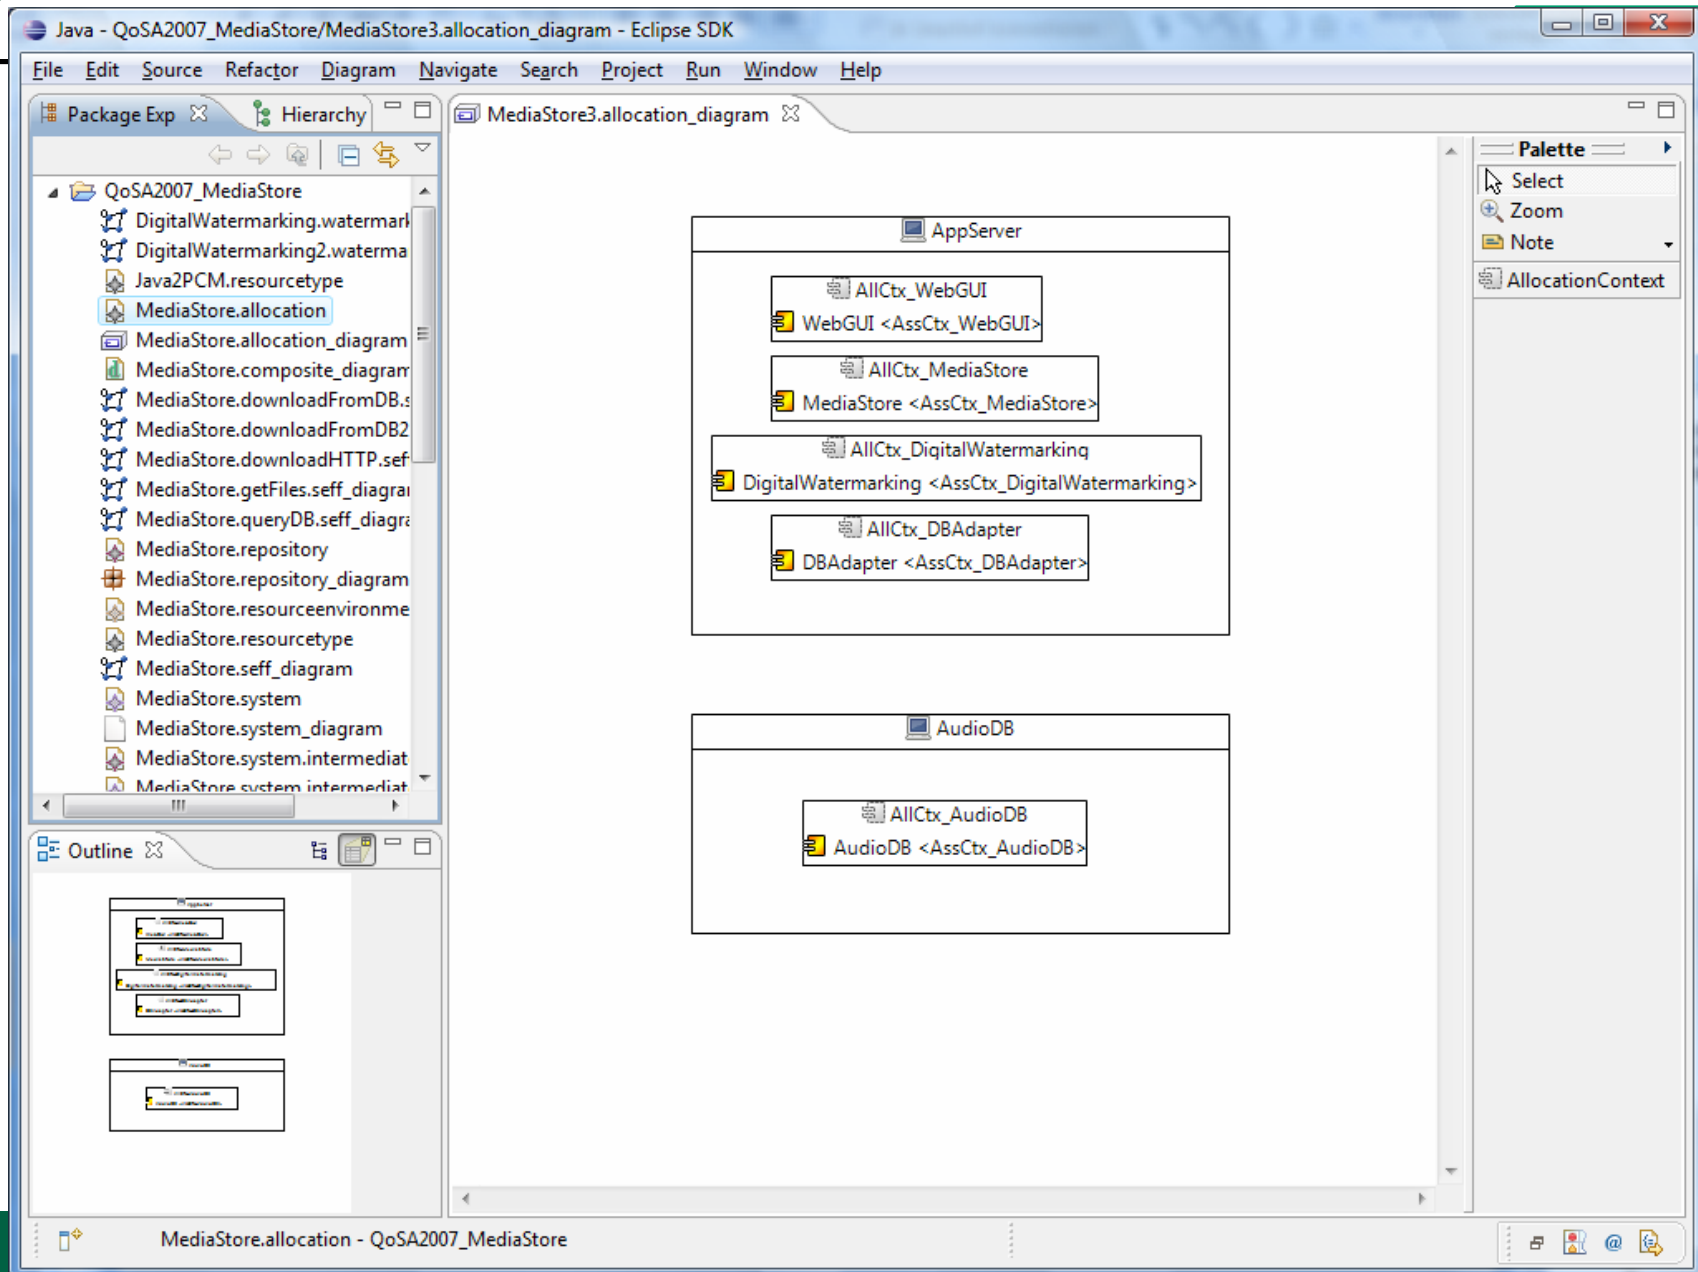 Java - QoSA2007_MediaStore/MediaStore3.allocation_diagram - Eclipse SDK
File Edit Source Refactor Diagram Navigate Search Project Run Window Help
Package Exp Hierarchy
QoSA2007_MediaStore
DigitalWatermarking.watermark
DigitalWatermarking2.waterma
Java2PCM.resourcetype
MediaStore.allocation
MediaStore.allocation_diagram
MediaStore.composite_diagram
MediaStore.downloadFromDB.s
MediaStore.downloadFromDB2
MediaStore.downloadHTTP.sef
MediaStore.getFiles.seff_diagra
MediaStore.queryDB.seff_diagra
MediaStore.repository
MediaStore.repository_diagram
MediaStore.resourceenvironme
MediaStore.resourcetype
MediaStore.seff_diagram
MediaStore.system
MediaStore.system_diagram
MediaStore.system.intermediat
MediaStore.system.intermediat
Outline
MediaStore3.allocation_diagram
AppServer
AllCtx_WebGUI
WebGUI <AssCtx_WebGUI>
AllCtx_MediaStore
MediaStore <AssCtx_MediaStore>
AllCtx_DigitalWatermarking
DigitalWatermarking <AssCtx_DigitalWatermarking>
AllCtx_DBAdapter
DBAdapter <AssCtx_DBAdapter>
AudioDB
AllCtx_AudioDB
AudioDB <AssCtx_AudioDB>
Palette
Select
Zoom
Note
AllocationContext
MediaStore.allocation - QoSA2007_MediaStore